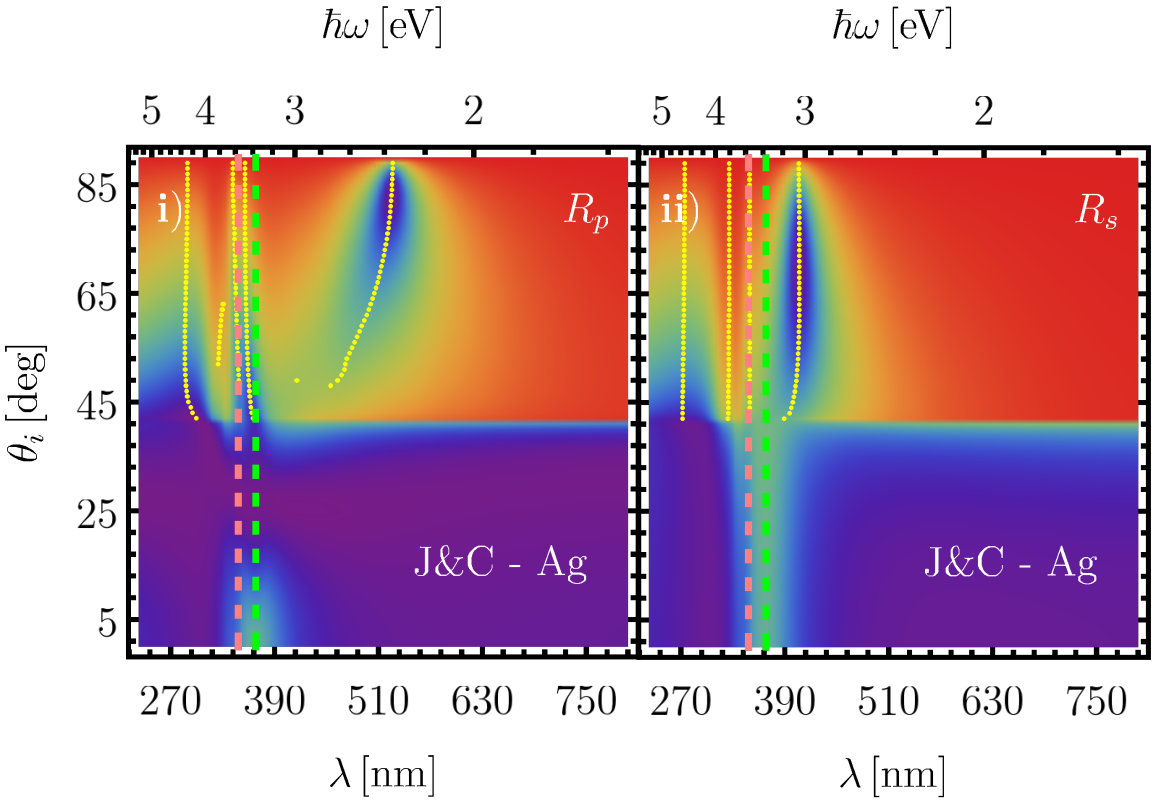 ħω [eV] ħω [eV]
5 4 3 2 5 4 3 2
85
i) R_p ii) R_s
65
45
θ_i [deg]
25
J&C - Ag J&C - Ag
5
270 390 510 630 750 270 390 510 630 750
λ [nm] λ [nm]